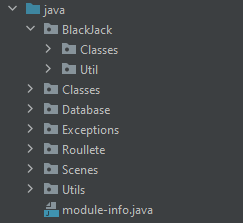 java
BlackJack
Classes
Util
Classes
Database
Exceptions
Roullete
Scenes
Utils
module-info.java